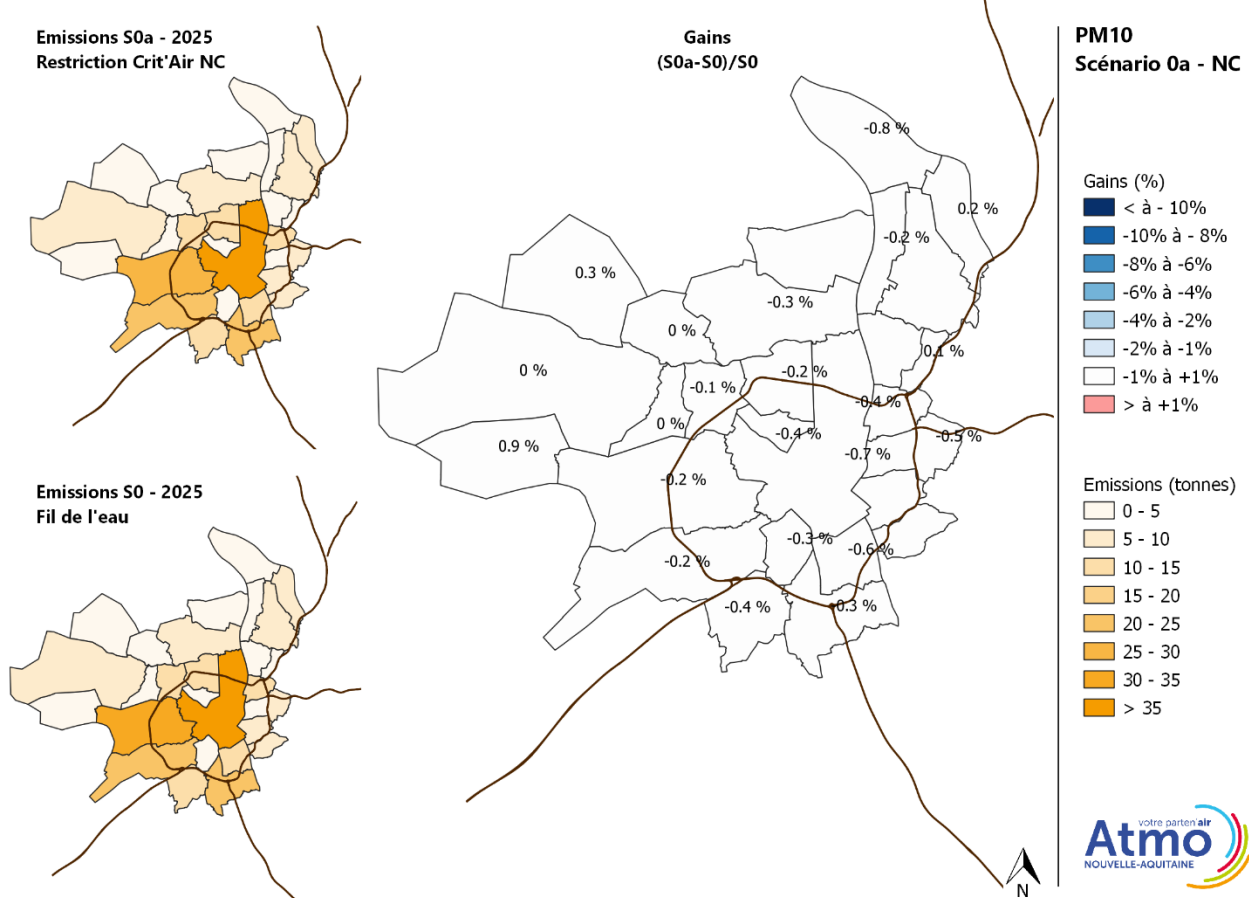 Emissions S0a - 2025
Restriction Crit'Air NC
Emissions S0 - 2025
Fil de l'eau
Gains
(S0a-S0)/S0
-0.8 %
0.2 %
-0.2 %
0.3 %
-0.3 %
0 %
0.1 %
0 %
-0.2 %
-0.1 %
-0.4 %
0 %
-0.4 %
-0.5 %
0.9 %
-0.7 %
-0.2 %
-0.3 %
-0.6 %
-0.2 %
-0.4 %
-0.3 %
N
PM10
Scénario 0a - NC
Gains (%)
< à - 10%
-10% à - 8%
-8% à -6%
-6% à -4%
-4% à -2%
-2% à -1%
-1% à +1%
> à +1%
Emissions (tonnes)
0 - 5
5 - 10
10 - 15
15 - 20
20 - 25
25 - 30
30 - 35
> 35
votre parten'air
Atmo
NOUVELLE-AQUITAINE